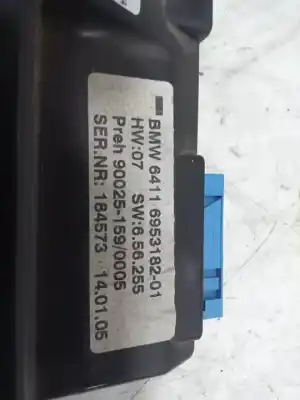 BMW 6411 6953182-01
HW:07 SW:6.56.255
Preh 90025-159/0005
SER.NR: 184573 14.01.05